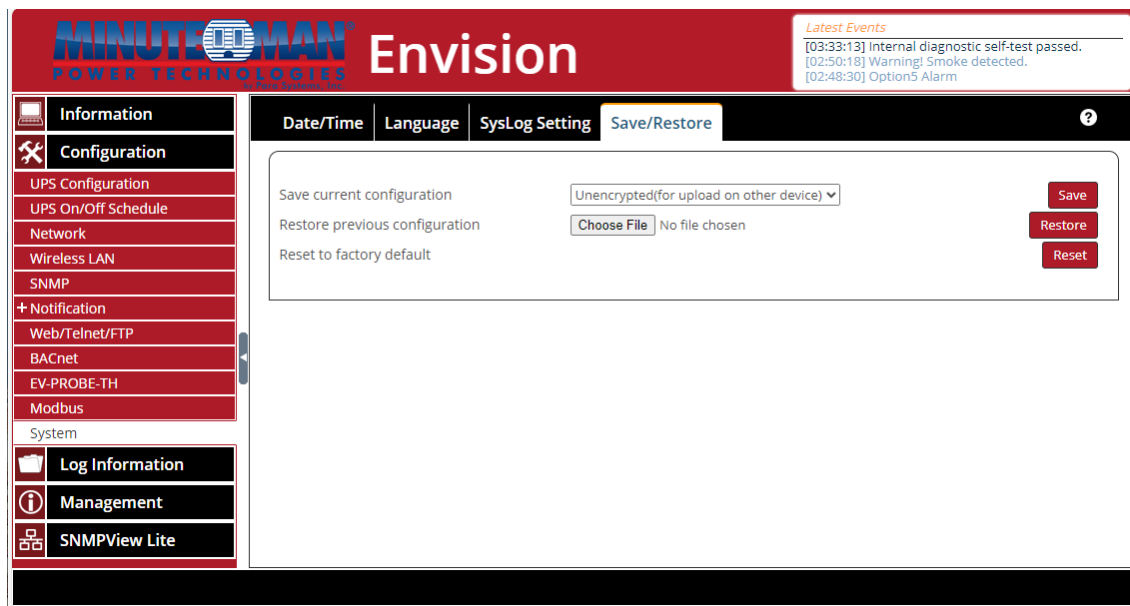 MINUTEMAN
POWER TECHNOLOGIES
by Para Systems, Inc.
Envision
Latest Events
[03:33:13] Internal diagnostic self-test passed.
[02:50:18] Warning! Smoke detected.
[02:48:30] Option5 Alarm
Information
Configuration
UPS Configuration
UPS On/Off Schedule
Network
Wireless LAN
SNMP
+ Notification
Web/Telnet/FTP
BACnet
EV-PROBE-TH
Modbus
System
Log Information
Management
SNMPView Lite
Date/Time Language SysLog Setting Save/Restore ?
Save current configuration Unencrypted(for upload on other device) Save
Restore previous configuration Choose File No file chosen Restore
Reset to factory default Reset